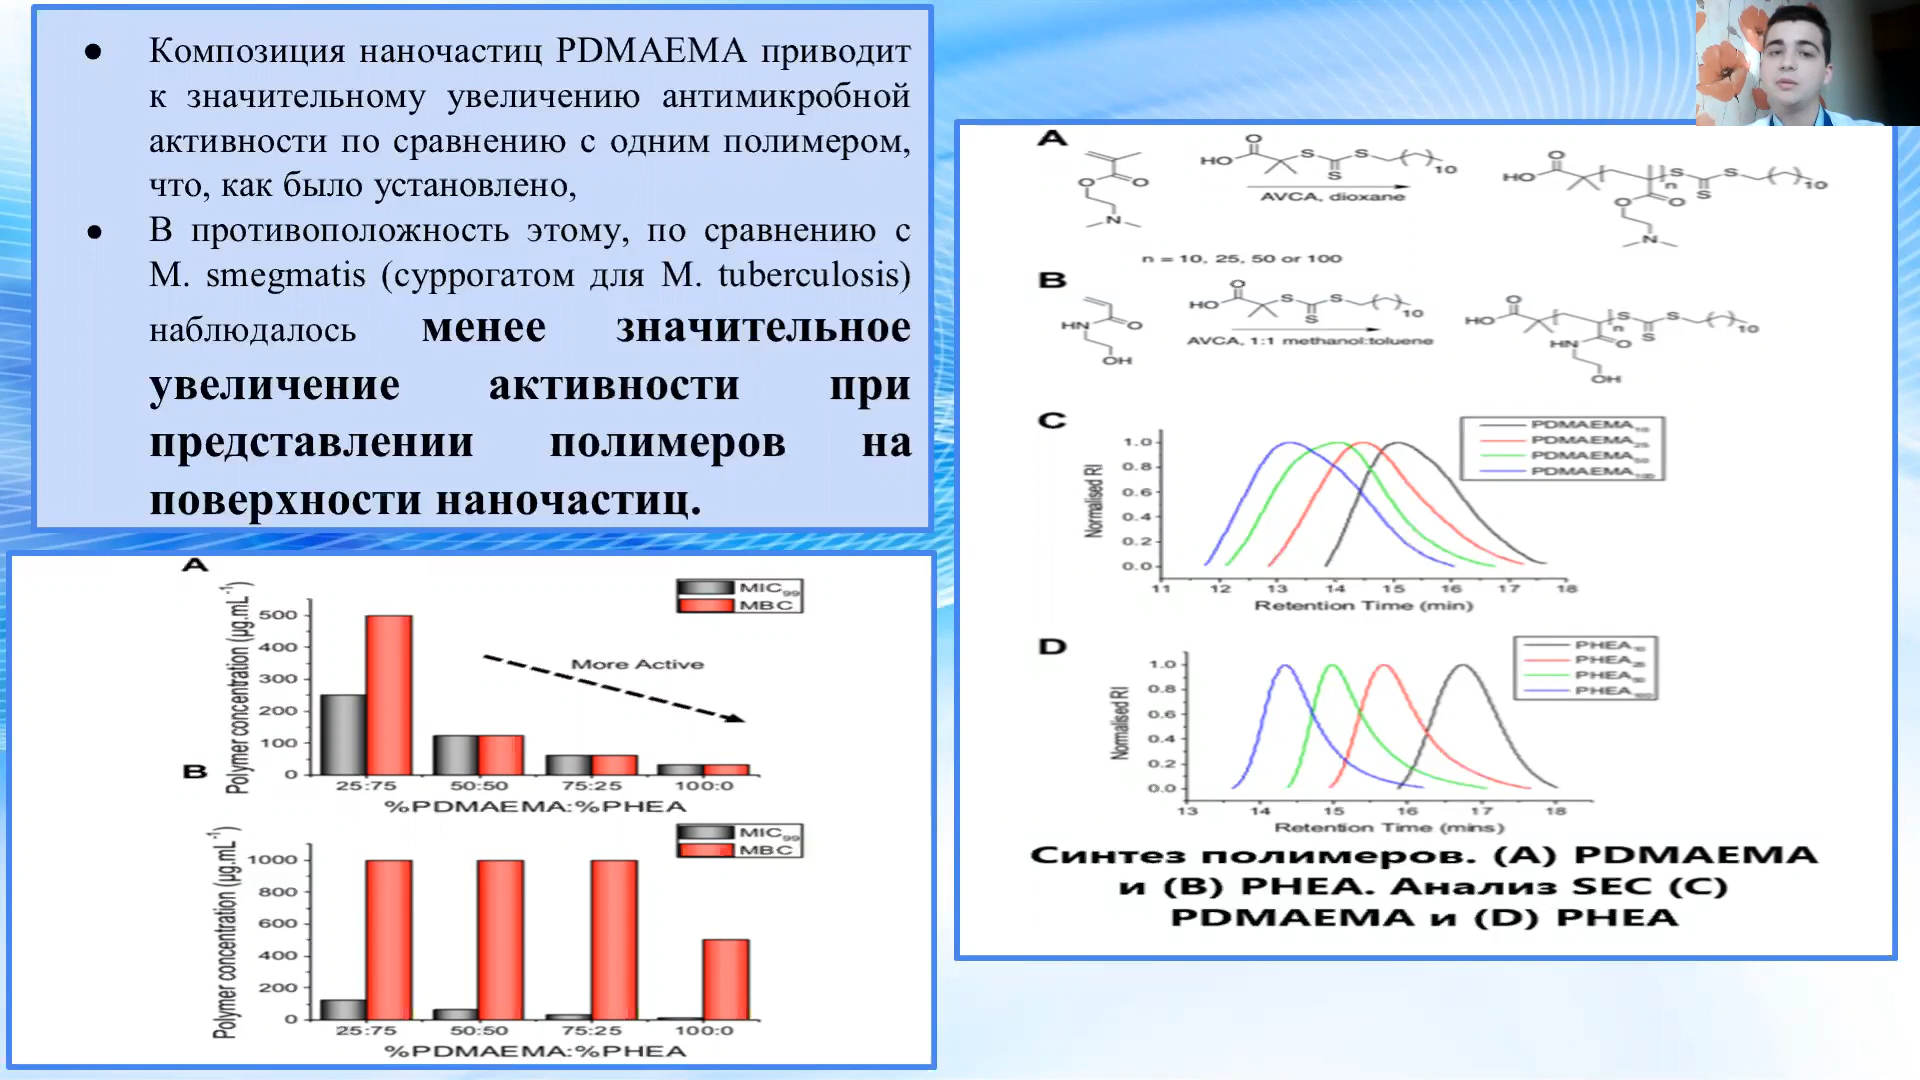 ● Композиция наночастиц PDMAEMA приводит
к значительному увеличению антимикробной
активности по сравнению с одним полимером,
что, как было установлено,
● В противоположность этому, по сравнению с
M. smegmatis (суррогатом для M. tuberculosis)
наблюдалось менее значительное
увеличение активности при
представлении полимеров на
поверхности наночастиц.
A
Polymer concentration (µg.mL⁻¹)
500
400
300
200
100
0
MIC₉₉
MBC
More Active
25:75 50:50 75:25 100:0
%PDMAEMA:%PHEA
B
Polymer concentration (µg.mL⁻¹)
1000
800
600
400
200
0
MIC₉₉
MBC
25:75 50:50 75:25 100:0
%PDMAEMA:%PHEA
A
O
O
N
HO
O
S
S
S
10
AVCA, dioxane
HO
O
n
S
S
S
10
O
O
N
n = 10, 25, 50 or 100
B
HN
O
OH
HO
O
S
S
S
10
AVCA, 1:1 methanol:toluene
HO
O
n
S
S
S
10
HN
O
OH
C
Normalised RI
1.0
0.8
0.6
0.4
0.2
0.0
PDMAEMA₁₀
PDMAEMA₂₅
PDMAEMA₅₀
PDMAEMA₁₀₀
11 12 13 14 15 16 17 18
Retention Time (min)
D
Normalised RI
1.0
0.8
0.6
0.4
0.2
0.0
PHEA₁₀
PHEA₂₅
PHEA₅₀
PHEA₁₀₀
13 14 15 16 17 18
Retention Time (mins)
Синтез полимеров. (A) PDMAEMA
и (B) PHEA. Анализ SEC (C)
PDMAEMA и (D) PHEA